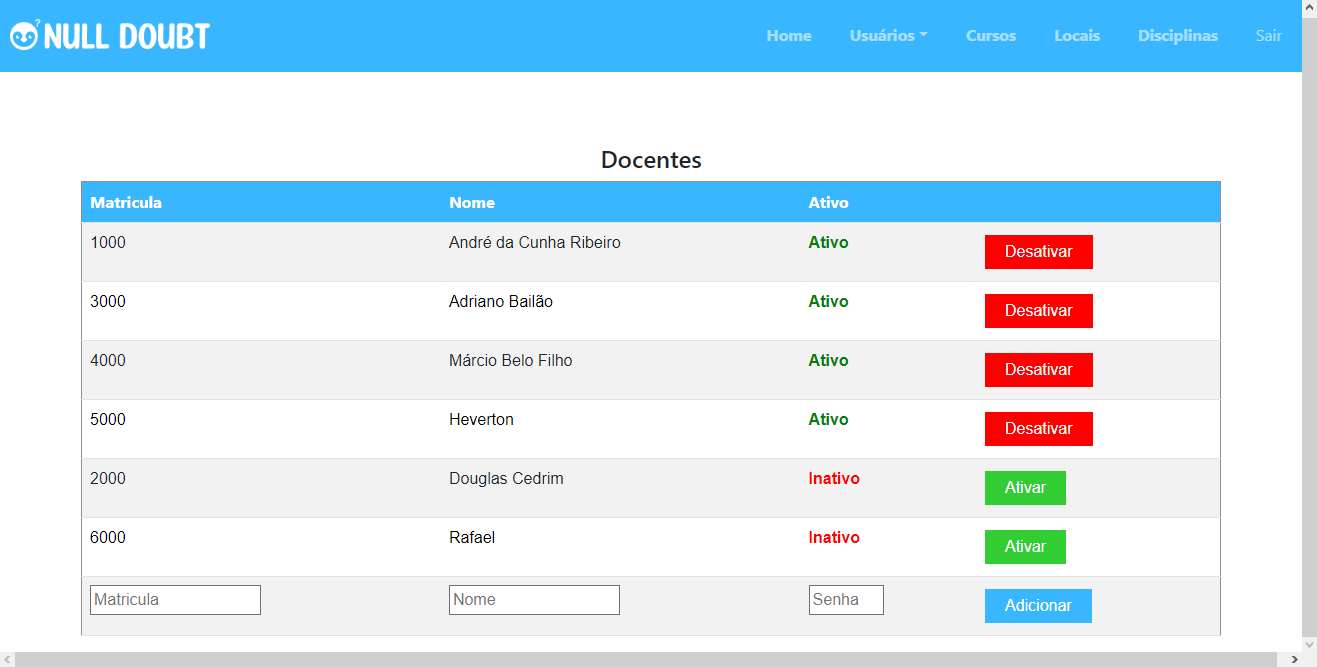 ? NULL DOUBT Home Usuários Cursos Locais Disciplinas Sair
Docentes
Matricula Nome Ativo
1000 André da Cunha Ribeiro Ativo Desativar
3000 Adriano Bailão Ativo Desativar
4000 Márcio Belo Filho Ativo Desativar
5000 Heverton Ativo Desativar
2000 Douglas Cedrim Inativo Ativar
6000 Rafael Inativo Ativar
Matricula Nome Senha Adicionar